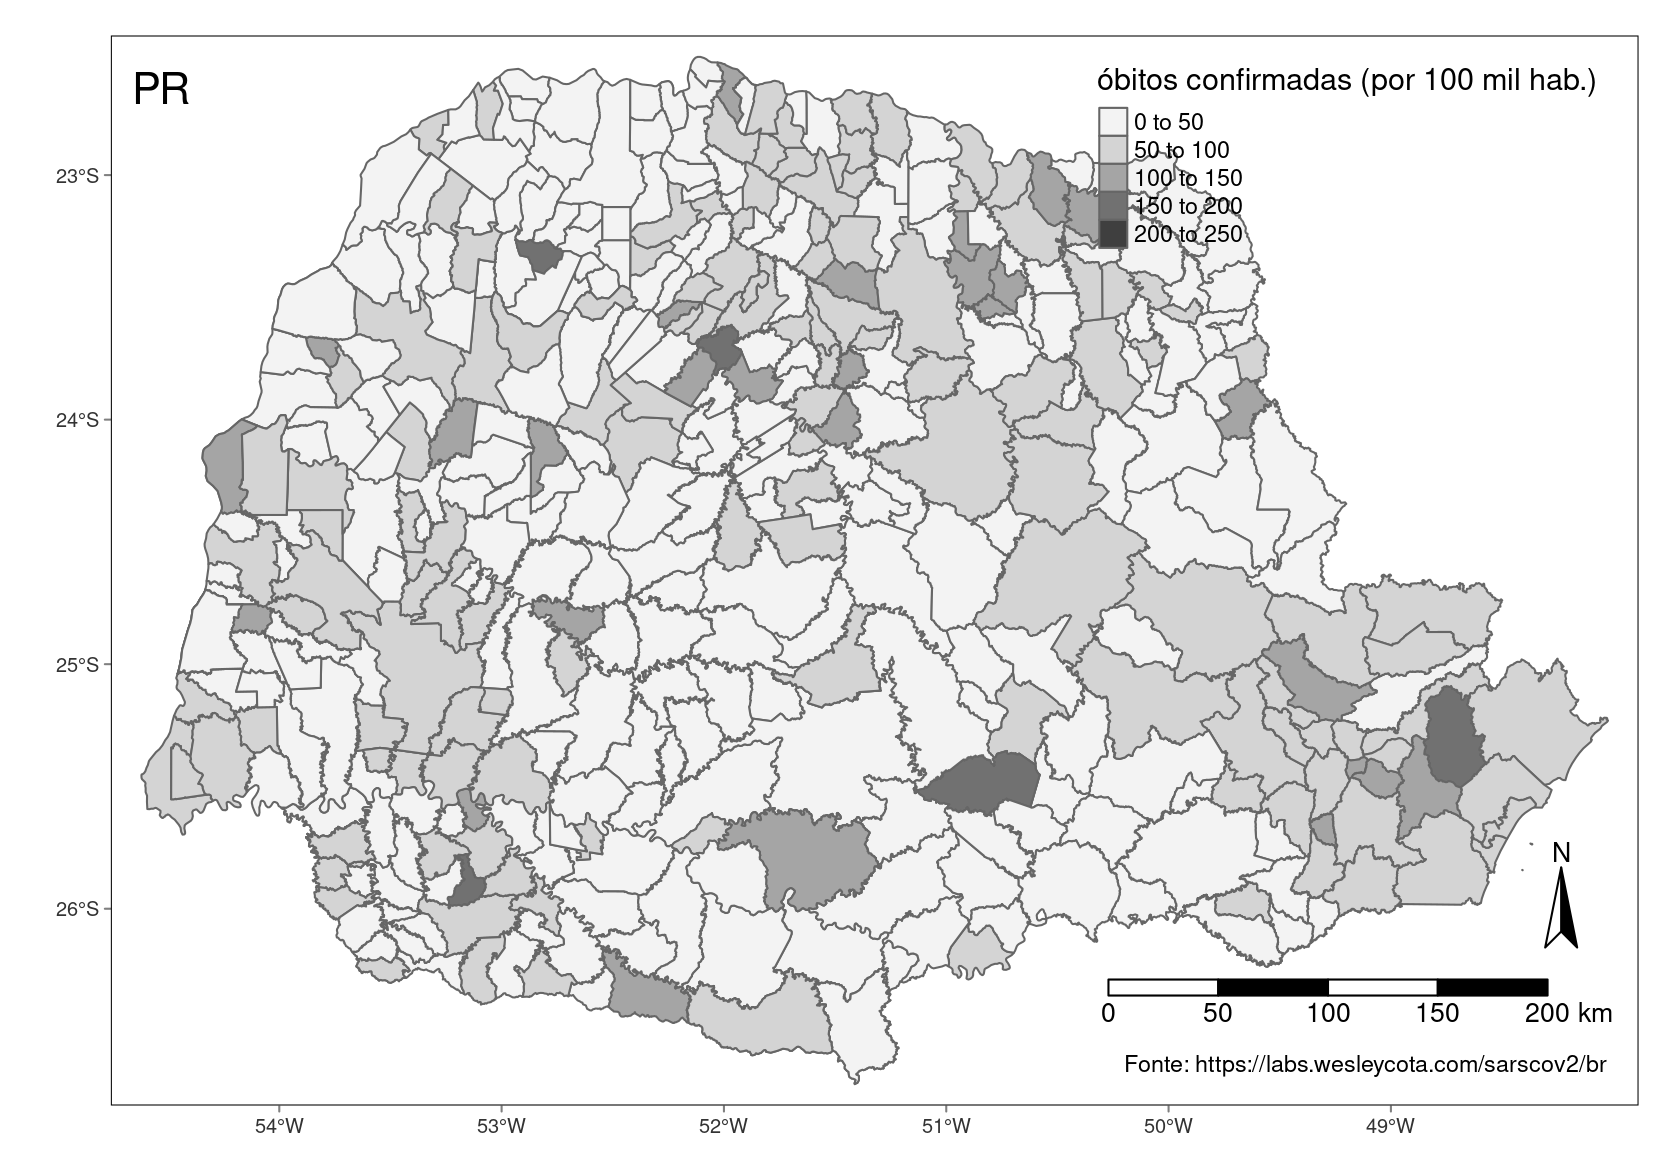 PR
óbitos confirmadas (por 100 mil hab.)
0 to 50
50 to 100
100 to 150
150 to 200
200 to 250
23°S
24°S
25°S
26°S
N
0 50 100 150 200 km
Fonte: https://labs.wesleycota.com/sarscov2/br
54°W 53°W 52°W 51°W 50°W 49°W